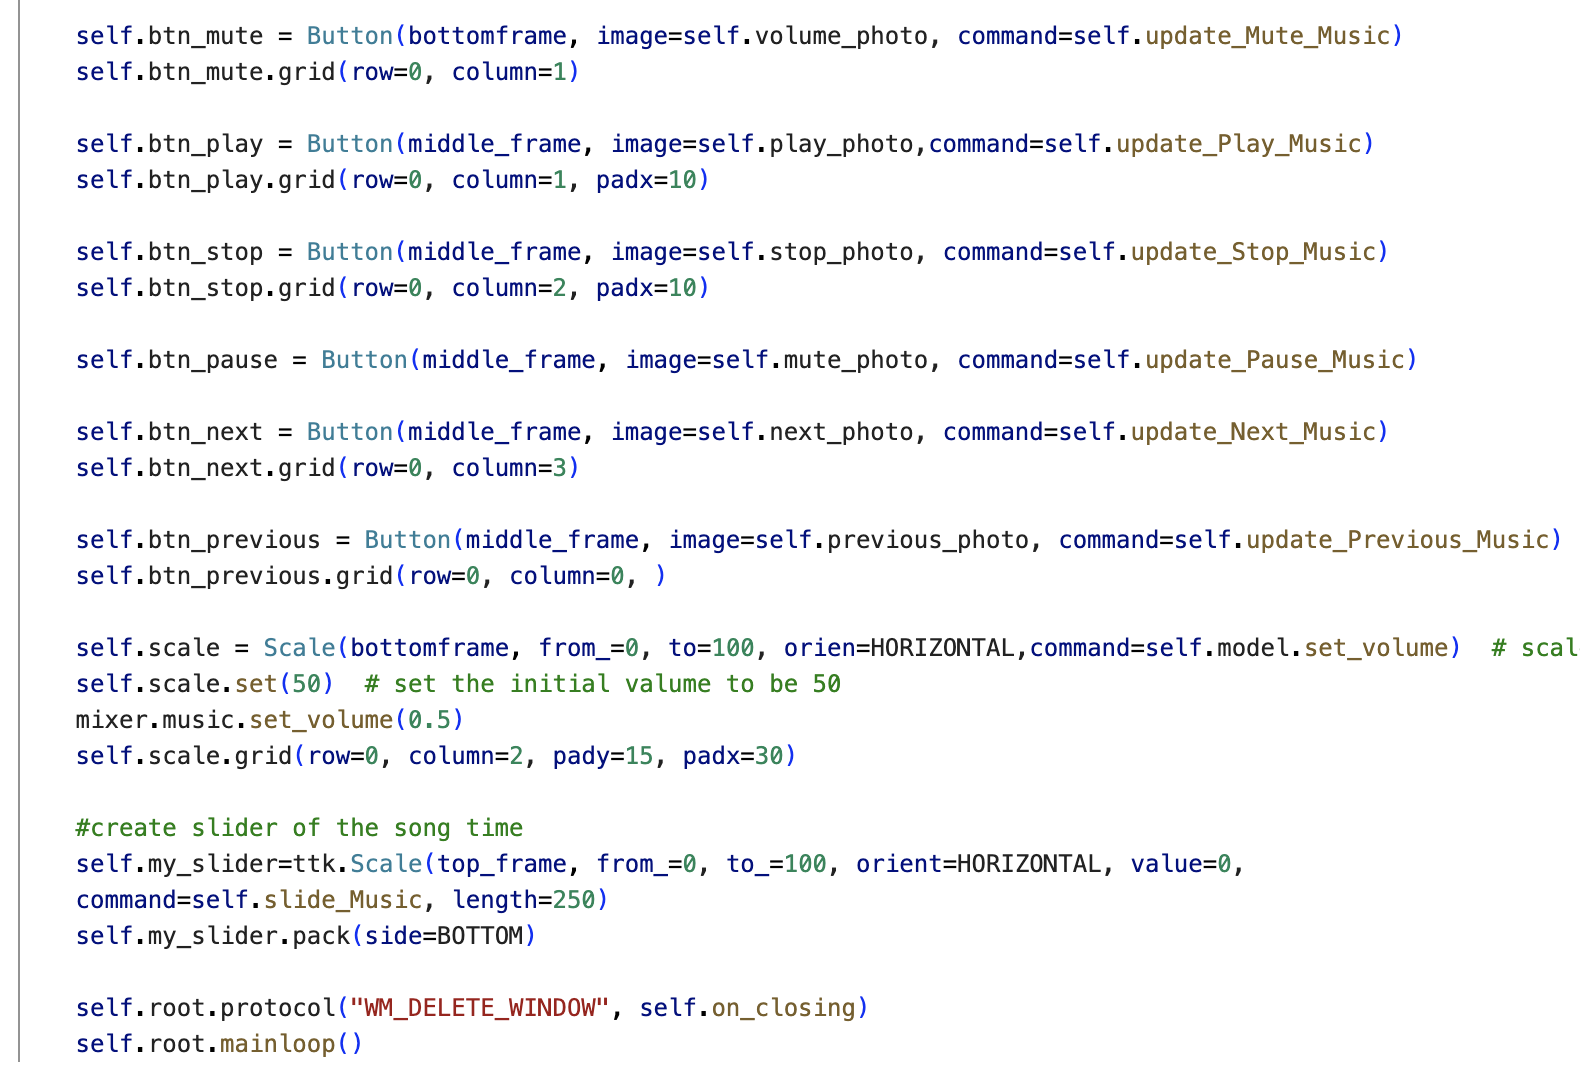 self.btn_mute = Button(bottomframe, image=self.volume_photo, command=self.update_Mute_Music)
self.btn_mute.grid(row=0, column=1)
self.btn_play = Button(middle_frame, image=self.play_photo,command=self.update_Play_Music)
self.btn_play.grid(row=0, column=1, padx=10)
self.btn_stop = Button(middle_frame, image=self.stop_photo, command=self.update_Stop_Music)
self.btn_stop.grid(row=0, column=2, padx=10)
self.btn_pause = Button(middle_frame, image=self.mute_photo, command=self.update_Pause_Music)
self.btn_next = Button(middle_frame, image=self.next_photo, command=self.update_Next_Music)
self.btn_next.grid(row=0, column=3)
self.btn_previous = Button(middle_frame, image=self.previous_photo, command=self.update_Previous_Music)
self.btn_previous.grid(row=0, column=0, )
self.scale = Scale(bottomframe, from_=0, to=100, orien=HORIZONTAL,command=self.model.set_volume)  # scal
self.scale.set(50)  # set the initial valume to be 50
mixer.music.set_volume(0.5)
self.scale.grid(row=0, column=2, pady=15, padx=30)
#create slider of the song time
self.my_slider=ttk.Scale(top_frame, from_=0, to_=100, orient=HORIZONTAL, value=0,
command=self.slide_Music, length=250)
self.my_slider.pack(side=BOTTOM)
self.root.protocol("WM_DELETE_WINDOW", self.on_closing)
self.root.mainloop()